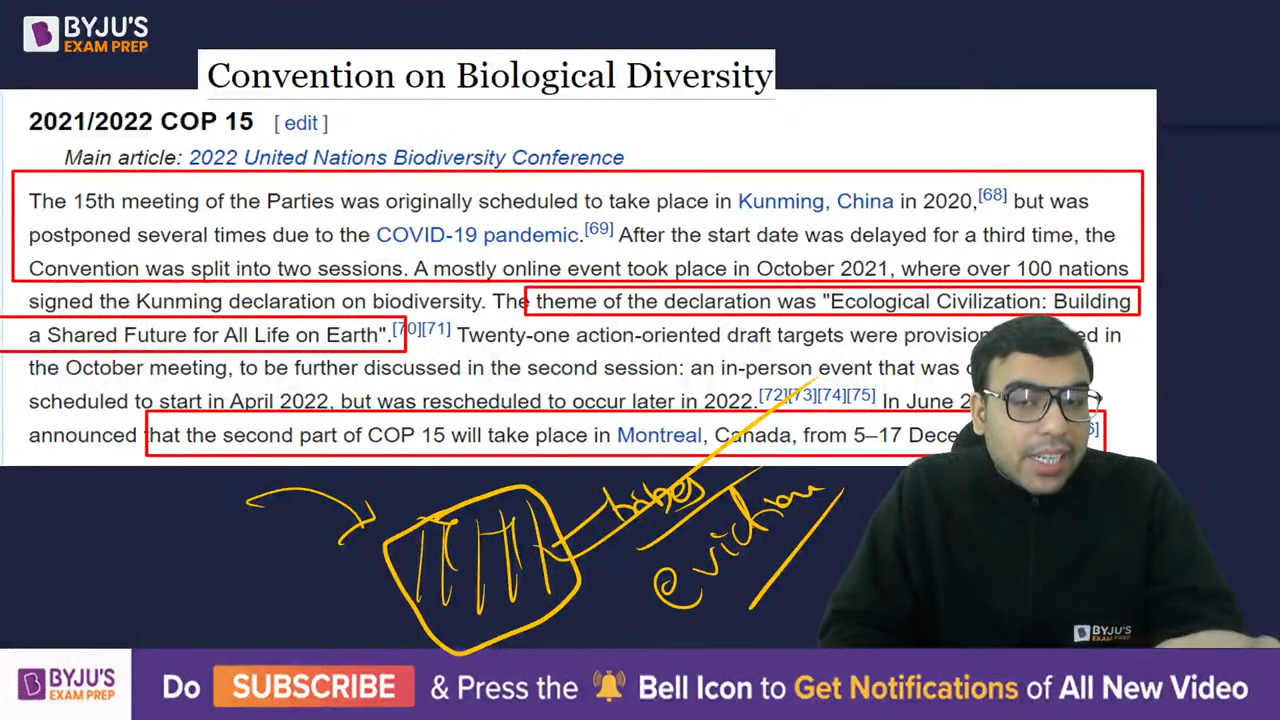 BYJU'S
EXAM PREP
Convention on Biological Diversity
2021/2022 COP 15 [ edit ]
Main article: 2022 United Nations Biodiversity Conference
The 15th meeting of the Parties was originally scheduled to take place in Kunming, China in 2020,[68] but was
postponed several times due to the COVID-19 pandemic.[69] After the start date was delayed for a third time, the
Convention was split into two sessions. A mostly online event took place in October 2021, where over 100 nations
signed the Kunming declaration on biodiversity. The theme of the declaration was "Ecological Civilization: Building
a Shared Future for All Life on Earth".[70][71] Twenty-one action-oriented draft targets were in
the October meeting, to be further discussed in the second session: an in-person event that was
scheduled to start in April 2022, but was rescheduled to occur later in 2022.[72][73][74][75] In June
announced that the second part of COP 15 will take place in Montreal, Canada, from 5–17
eviction
BYJU'S
EXAM PREP
BYJU'S
EXAM PREP
Do SUBSCRIBE & Press the Bell Icon to Get Notifications of All New Video